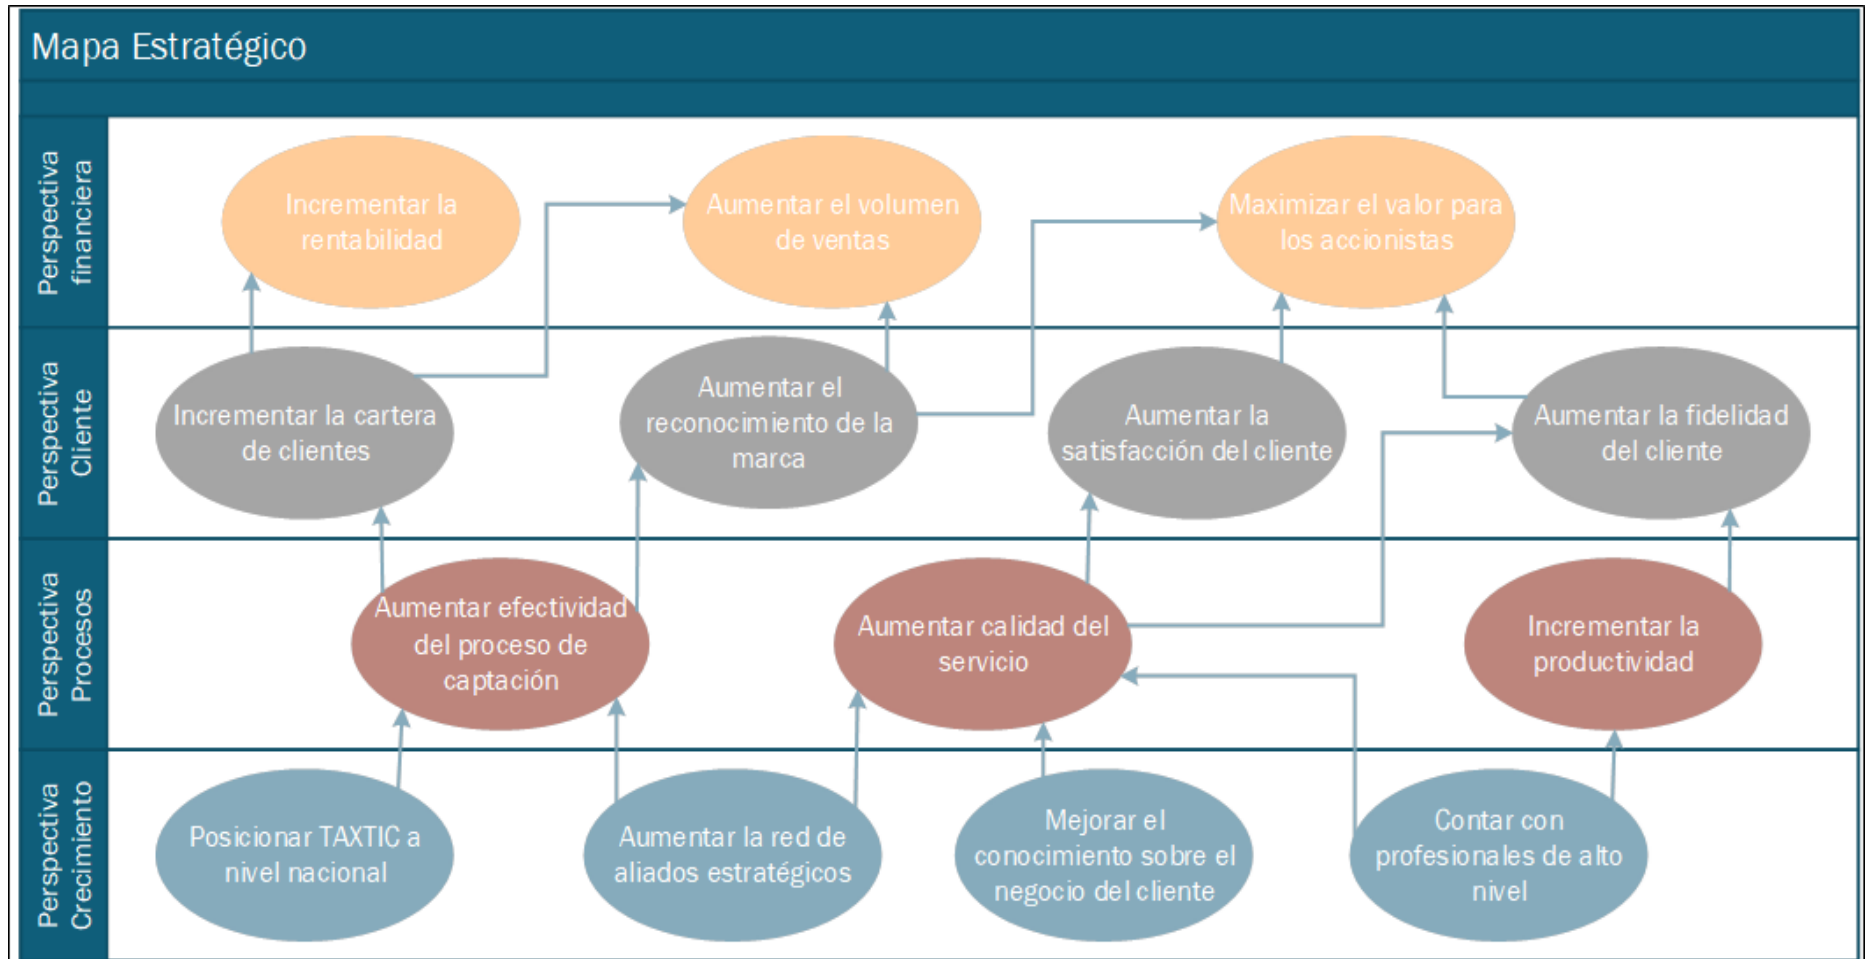 Mapa Estratégico
Perspectiva
financiera
Incrementar la
rentabilidad
Aumentar el volumen
de ventas
Maximizar el valor para
los accionistas
Perspectiva
Cliente
Incrementar la cartera
de clientes
Aumentar el
reconocimiento de la
marca
Aumentar la
satisfacción del cliente
Aumentar la fidelidad
del cliente
Perspectiva
Procesos
Aumentar efectividad
del proceso de
captación
Aumentar calidad del
servicio
Incrementar la
productividad
Perspectiva
Crecimiento
Posicionar TAXTIC a
nivel nacional
Aumentar la red de
aliados estratégicos
Mejorar el
conocimiento sobre el
negocio del cliente
Contar con
profesionales de alto
nivel